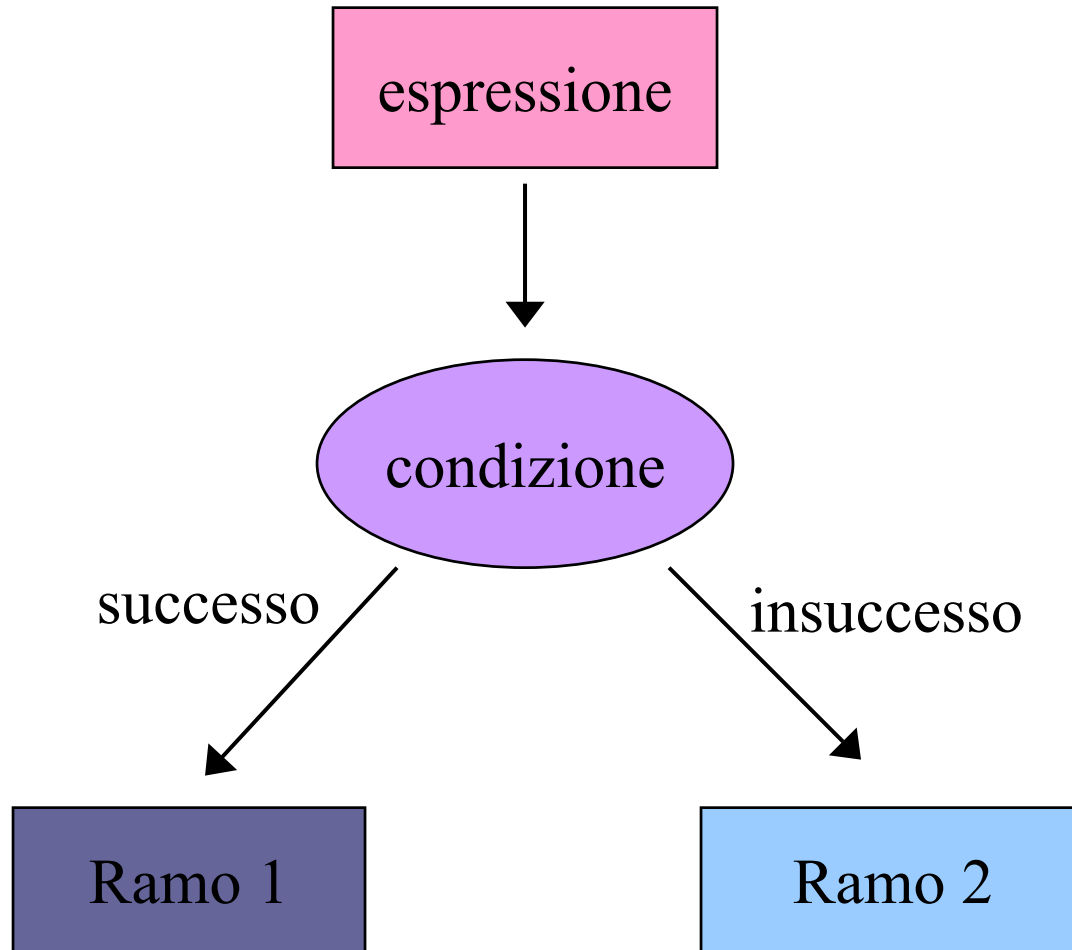 espressione
condizione
successo
insuccesso
Ramo 1
Ramo 2